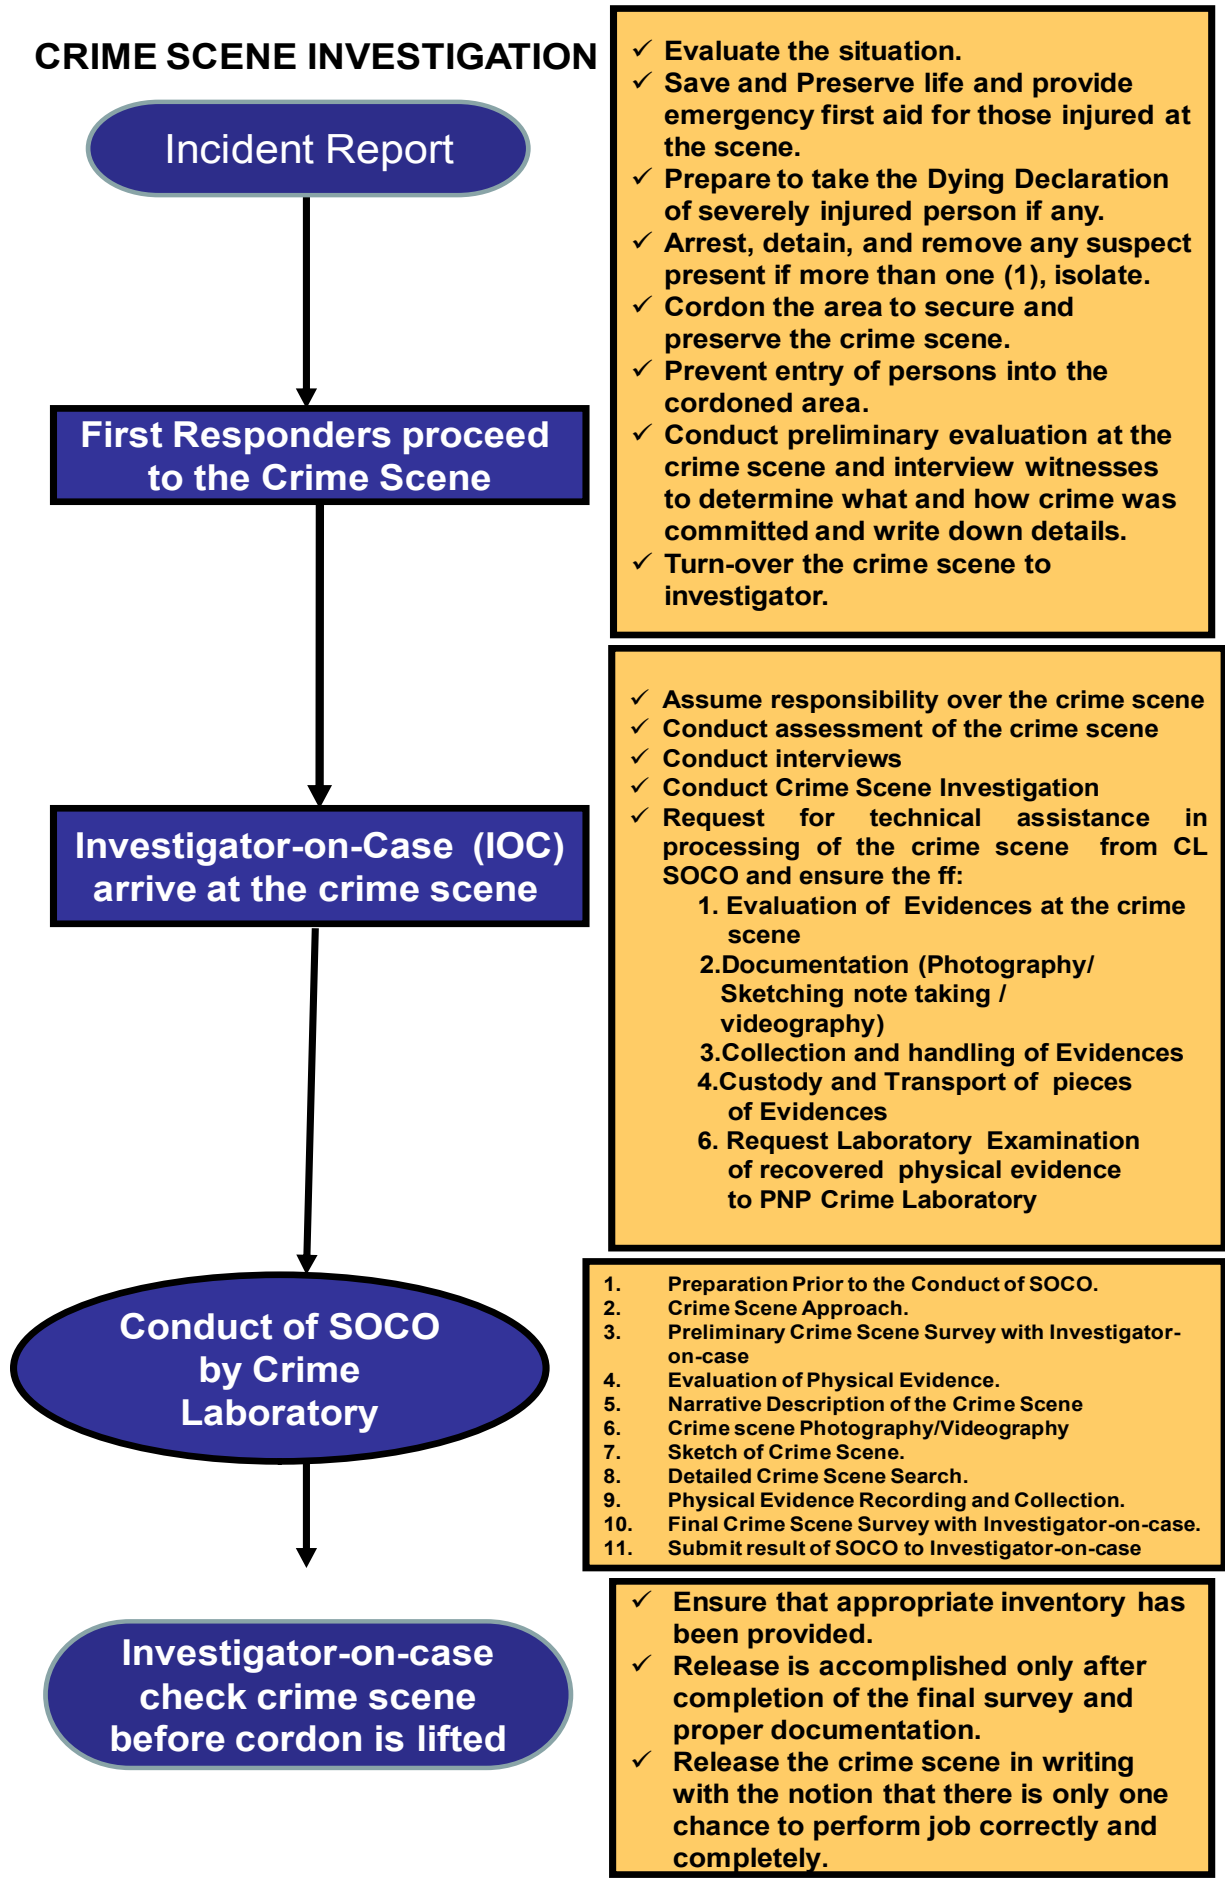 CRIME SCENE INVESTIGATION
Incident Report
First Responders proceed
to the Crime Scene
Investigator-on-Case (IOC)
arrive at the crime scene
Conduct of SOCO
by Crime
Laboratory
Investigator-on-case
check crime scene
before cordon is lifted
✓ Evaluate the situation.
✓ Save and Preserve life and provide
emergency first aid for those injured at
the scene.
✓ Prepare to take the Dying Declaration
of severely injured person if any.
✓ Arrest, detain, and remove any suspect
present if more than one (1), isolate.
✓ Cordon the area to secure and
preserve the crime scene.
✓ Prevent entry of persons into the
cordoned area.
✓ Conduct preliminary evaluation at the
crime scene and interview witnesses
to determine what and how crime was
committed and write down details.
✓ Turn-over the crime scene to
investigator.
✓ Assume responsibility over the crime scene
✓ Conduct assessment of the crime scene
✓ Conduct interviews
✓ Conduct Crime Scene Investigation
✓ Request for technical assistance in
processing of the crime scene from CL
SOCO and ensure the ff:
1. Evaluation of Evidences at the crime
scene
2.Documentation (Photography/
Sketching note taking /
videography)
3.Collection and handling of Evidences
4.Custody and Transport of pieces
of Evidences
6. Request Laboratory Examination
of recovered physical evidence
to PNP Crime Laboratory
1. Preparation Prior to the Conduct of SOCO.
2. Crime Scene Approach.
3. Preliminary Crime Scene Survey with Investigator-
on-case
4. Evaluation of Physical Evidence.
5. Narrative Description of the Crime Scene
6. Crime scene Photography/Videography
7. Sketch of Crime Scene.
8. Detailed Crime Scene Search.
9. Physical Evidence Recording and Collection.
10. Final Crime Scene Survey with Investigator-on-case.
11. Submit result of SOCO to Investigator-on-case
✓ Ensure that appropriate inventory has
been provided.
✓ Release is accomplished only after
completion of the final survey and
proper documentation.
✓ Release the crime scene in writing
with the notion that there is only one
chance to perform job correctly and
completely.